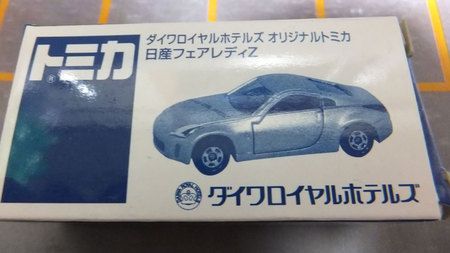 トミカ
ダイワロイヤルホテルズ オリジナルトミカ
日産フェアレディZ
ダイワロイヤルホテルズ